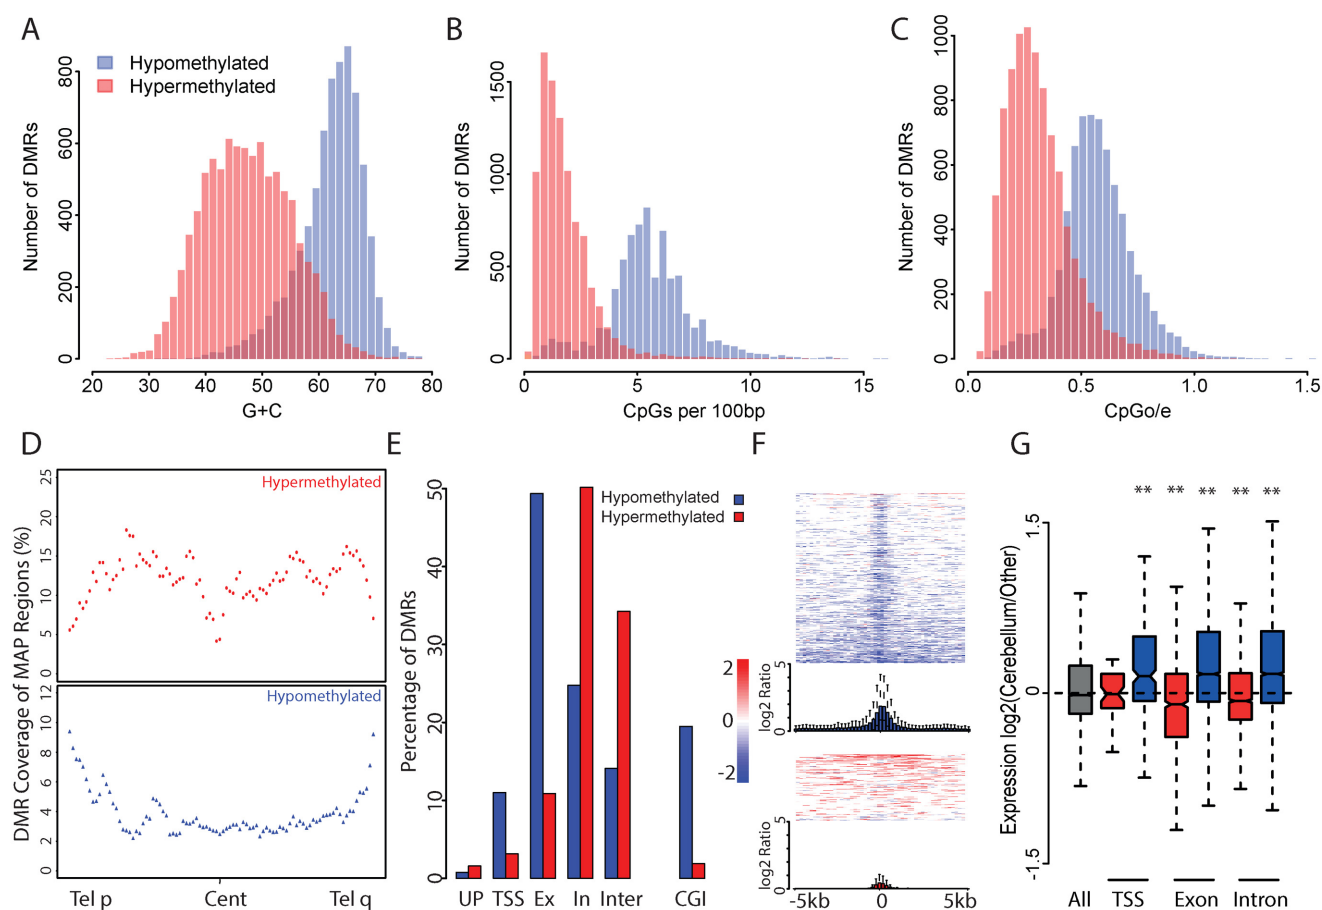 A
Hypomethylated
Hypermethylated
Number of DMRs
0 200 400 600 800
20 30 40 50 60 70 80
G+C
B
Number of DMRs
0 500 1000 1500
0 5 10 15
CpGs per 100bp
C
Number of DMRs
0 200 400 600 800 1000
0.0 0.5 1.0 1.5
CpGo/e
D
Hypermethylated
0 5 10 15 20 25
DMR Coverage of MAP Regions (%)
Hypomethylated
0 2 4 6 8 10 12
Tel p Cent Tel q
E
Hypomethylated
Hypermethylated
Percentage of DMRs
0 10 20 30 40 50
UP TSS Ex In Inter CGI
F
2
0
-2
log2 Ratio
0 5
log2 Ratio
0 5
-5kb 0 5kb
G
** ** ** ** **
Expression log2(Cerebellum/Other)
-1.5 0 1.5
All TSS Exon Intron